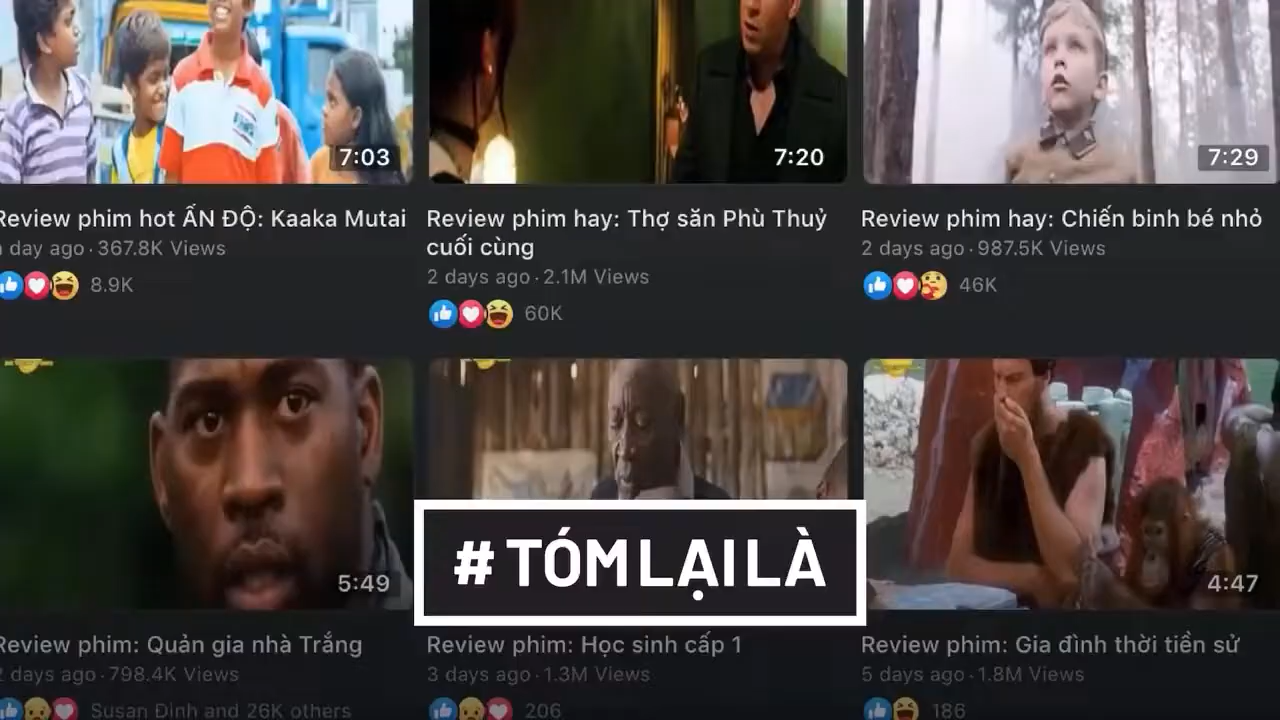 7:03
7:20
7:29
Review phim hot ẤN ĐỘ: Kaaka Mutai
Review phim hay: Thợ săn Phù Thuỷ
cuối cùng
Review phim hay: Chiến binh bé nhỏ
day ago · 367.8K Views
2 days ago · 2.1M Views
2 days ago · 987.5K Views
8.9K
60K
46K
5:49
4:47
# TÓM LẠI LÀ
Review phim: Quản gia nhà Trắng
Review phim: Học sinh cấp 1
Review phim: Gia đình thời tiền sử
2 days ago · 798.4K Views
3 days ago · 1.3M Views
5 days ago · 1.8M Views
Susan Đinh and 26K others
206
186